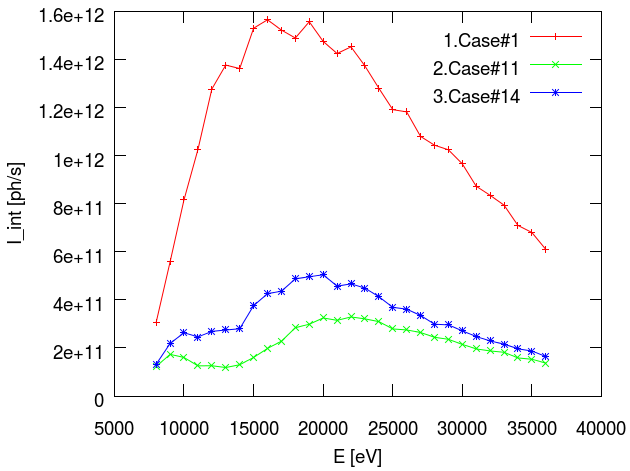 1.6e+12
1.4e+12
1.2e+12
1e+12
8e+11
6e+11
4e+11
2e+11
0
I_int [ph/s]
1.Case#1
2.Case#11
3.Case#14
5000 10000 15000 20000 25000 30000 35000 40000
E [eV]